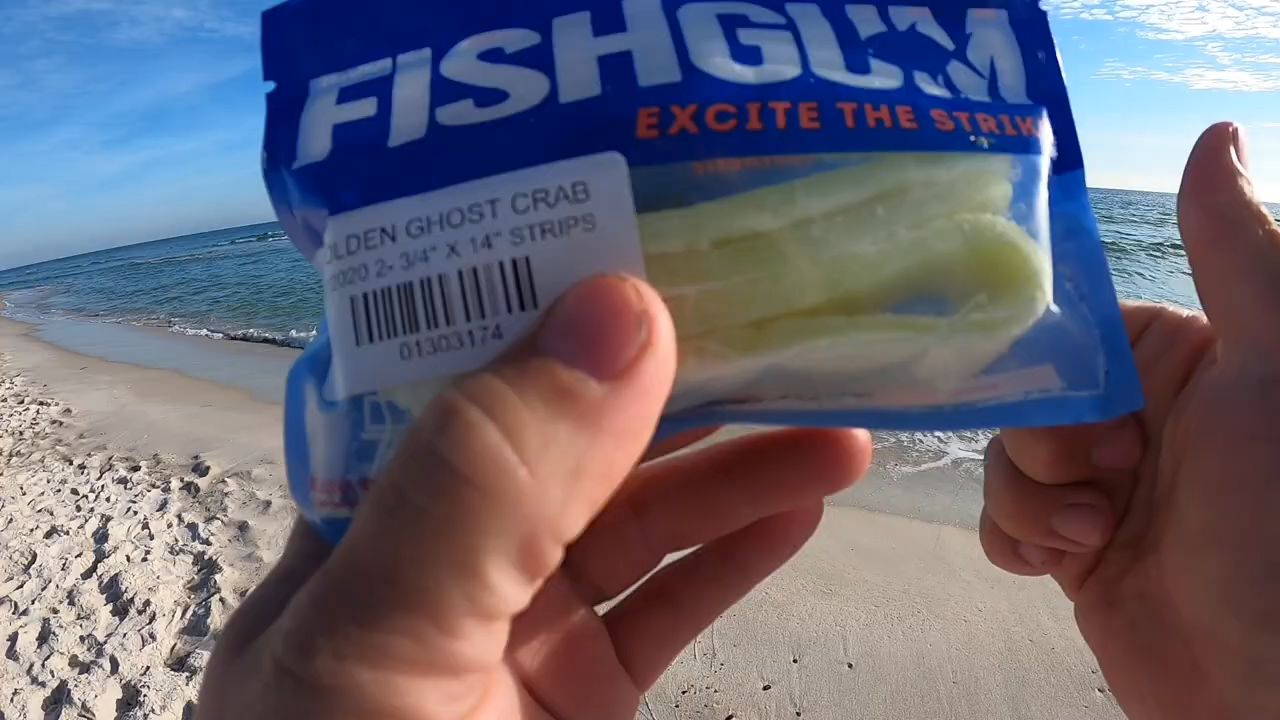 FISHGUM
EXCITE THE STRIK
OLDEN GHOST CRAB
2020 2- 3/4" X 14" STRIPS
01303174